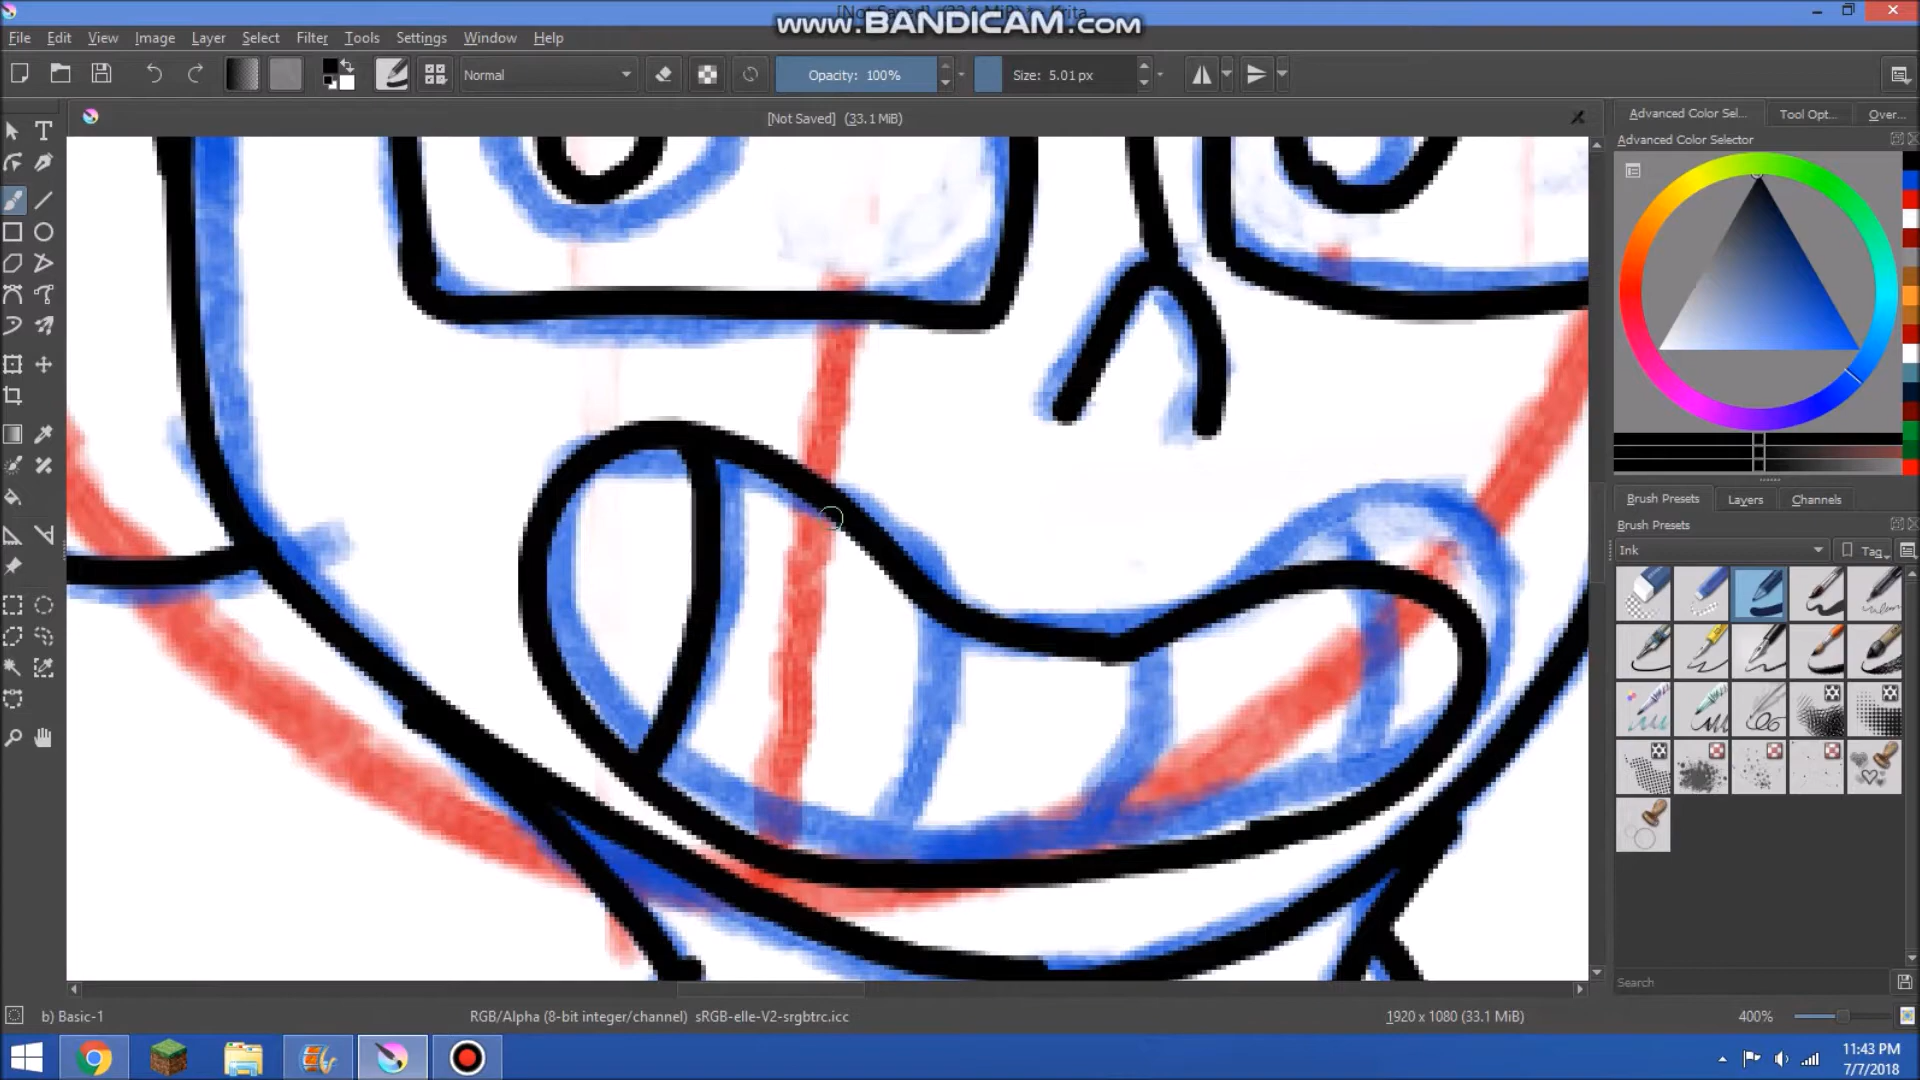 www.BANDICAM.com
File Edit View Image Layer Select Filter Tools Settings Window Help
Normal
Opacity: 100%
Size: 5.01 px
[Not Saved] (33.1 MiB)
Advanced Color Sel... Tool Opt... Over...
Advanced Color Selector
Brush Presets Layers Channels
Brush Presets
Ink
Tag
Search
b) Basic-1
RGB/Alpha (8-bit integer/channel) sRGB-elle-V2-srgbtrc.icc
1920 x 1080 (33.1 MiB)
400%
11:43 PM
7/7/2018